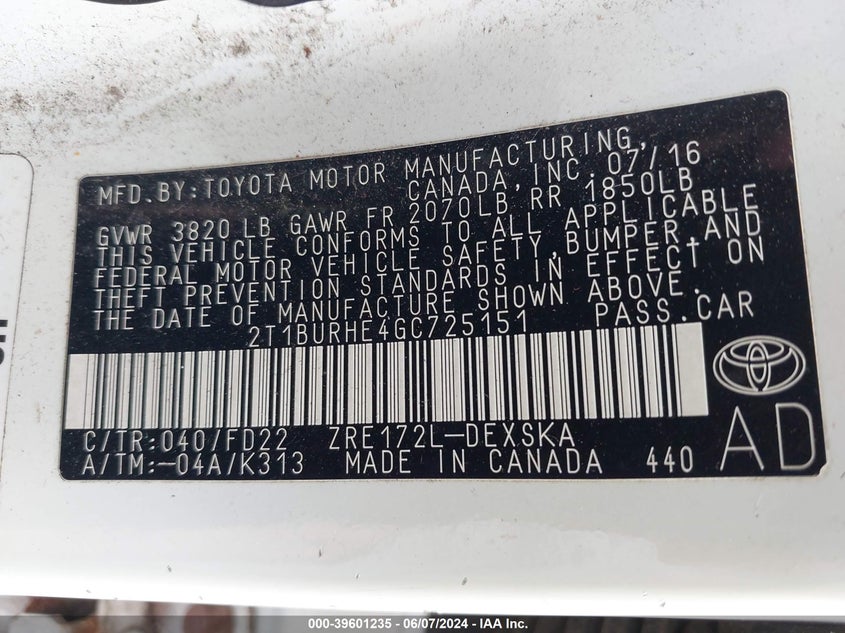 MFD.BY:TOYOTA MOTOR MANUFACTURING,
CANADA, INC. 07/16
GVWR 3820 LB GAWR FR 2070LB RR 1850LB
THIS VEHICLE CONFORMS TO ALL APPLICABLE
FEDERAL MOTOR VEHICLE SAFETY,BUMPER AND
THEFT PREVENTION STANDARDS IN EFFECT ON
THE DATE OF MANUFACTURE SHOWN ABOVE.
2T1BURHE4GC725151 PASS.CAR
C/TR:040/FD22 ZRE172L-DEXSKA
A/TM:-04A/K313 MADE IN CANADA 440
AD
000-39601235 - 06/07/2024 - IAA Inc.